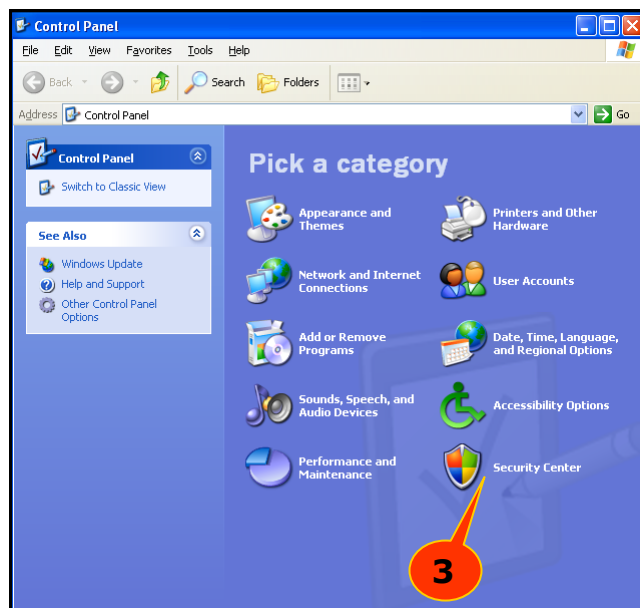 Control Panel
File Edit View Favorites Tools Help
Back Search Folders
Address Control Panel Go
Control Panel
Switch to Classic View
See Also
Windows Update
Help and Support
Other Control Panel
Options
Pick a category
Appearance and
Themes
Printers and Other
Hardware
Network and Internet
Connections
User Accounts
Add or Remove
Programs
Date, Time, Language,
and Regional Options
Sounds, Speech, and
Audio Devices
Accessibility Options
Performance and
Maintenance
Security Center
3